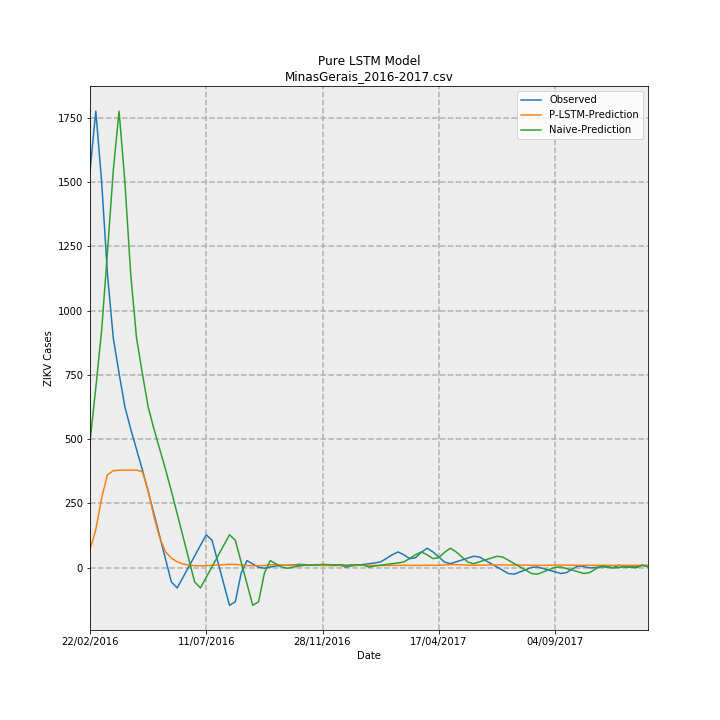 Pure LSTM Model
MinasGerais_2016-2017.csv
Observed
P-LSTM-Prediction
Naive-Prediction
ZIKV Cases
1750
1500
1250
1000
750
500
250
0
22/02/2016
11/07/2016
28/11/2016
17/04/2017
04/09/2017
Date